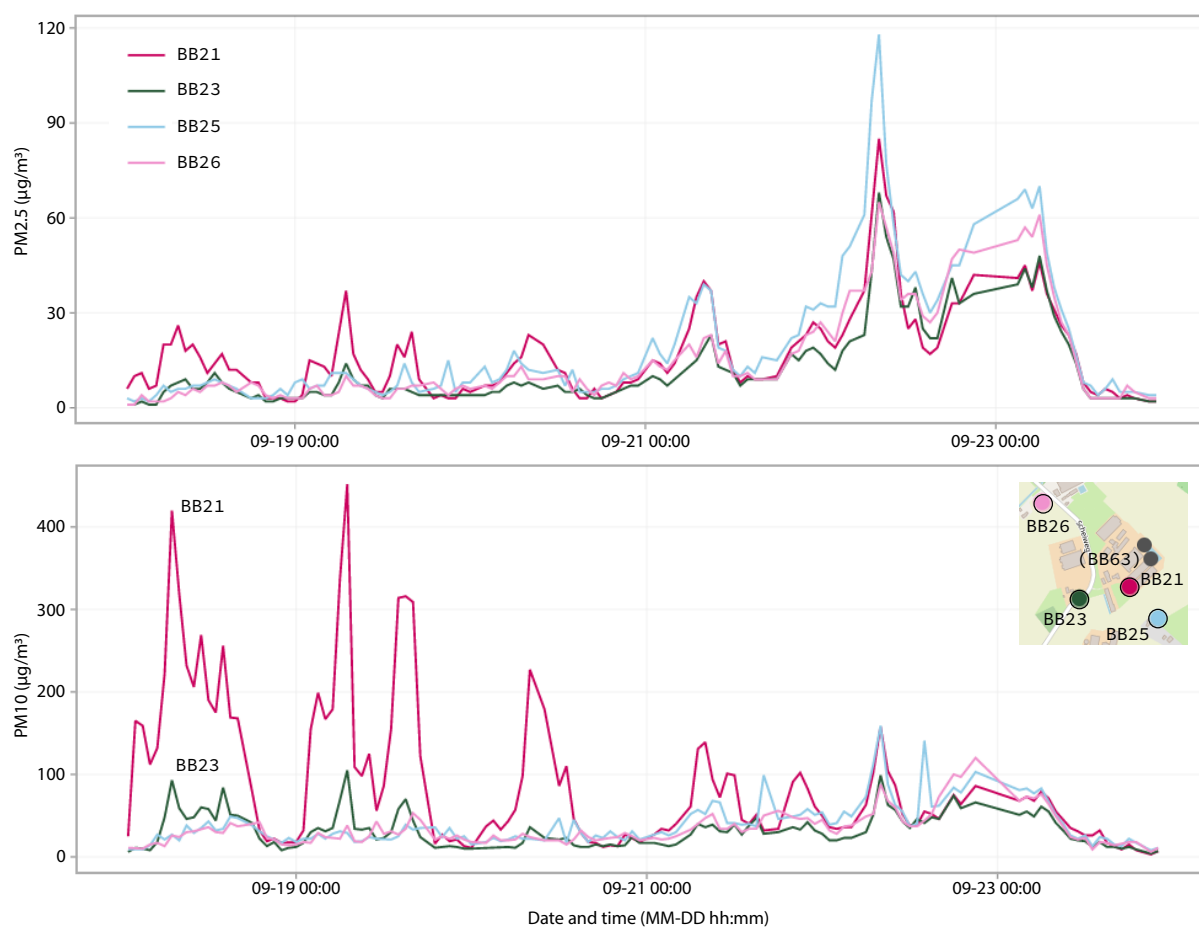 120
90
60
30
0
PM2.5 (µg/m³)
BB21
BB23
BB25
BB26
09-19 00:00
09-21 00:00
09-23 00:00
400
300
200
100
0
PM10 (µg/m³)
BB21
BB23
BB26
(BB63)
BB21
BB23
BB25
09-19 00:00
09-21 00:00
09-23 00:00
Date and time (MM-DD hh:mm)